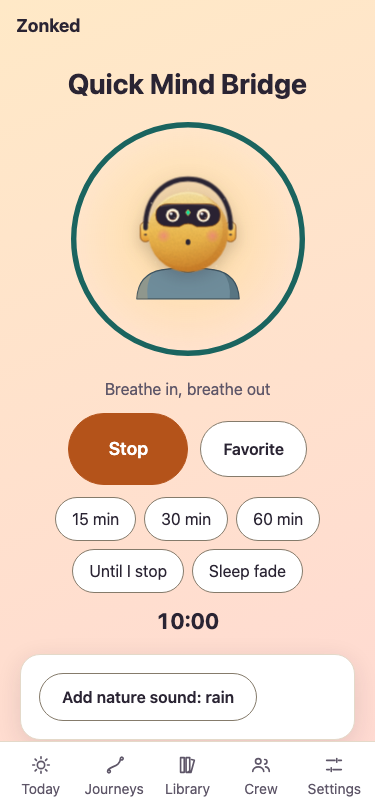 Zonked
Quick Mind Bridge
Breathe in, breathe out
Stop Favorite
15 min 30 min 60 min
Until I stop Sleep fade
10:00
Add nature sound: rain
Today Journeys Library Crew Settings